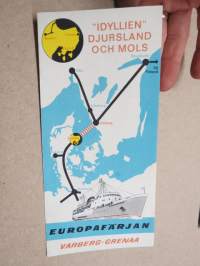 "IDYLLIEN"
DJURSLAND
OCH MOLS
EUROPAFÄRJAN
VARBERG-GRENAA